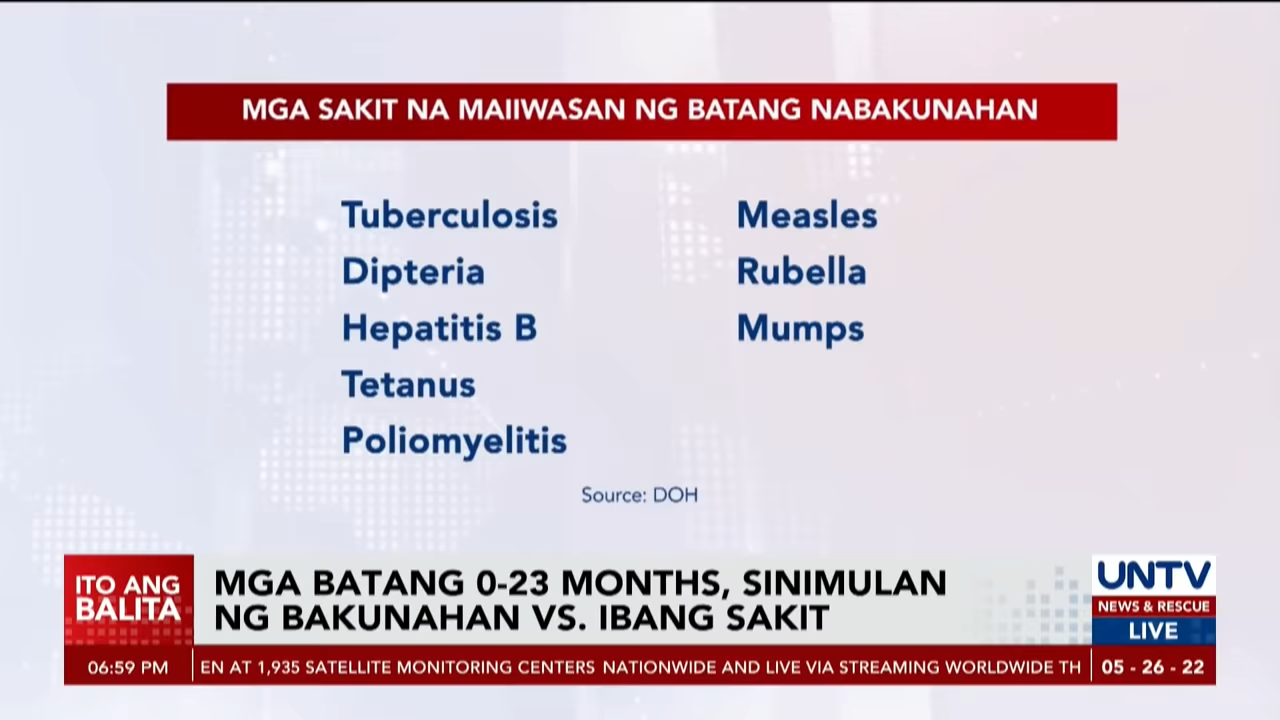 MGA SAKIT NA MAIIWASAN NG BATANG NABAKUNAHAN
Tuberculosis
Dipteria
Hepatitis B
Tetanus
Poliomyelitis
Measles
Rubella
Mumps
Source: DOH
ITO ANG
BALITA
MGA BATANG 0-23 MONTHS, SINIMULAN
NG BAKUNAHAN VS. IBANG SAKIT
UNTV
NEWS & RESCUE
LIVE
06:59 PM
EN AT 1,935 SATELLITE MONITORING CENTERS NATIONWIDE AND LIVE VIA STREAMING WORLDWIDE TH
05 - 26 - 22